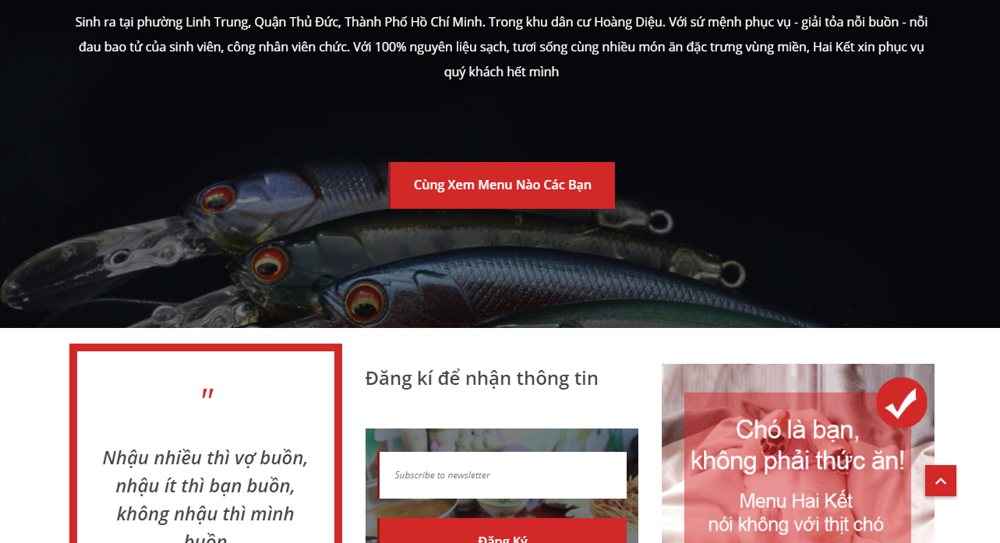 Sinh ra tại phường Linh Trung, Quận Thủ Đức, Thành Phố Hồ Chí Minh. Trong khu dân cư Hoàng Diệu. Với sứ mệnh phục vụ - giải tỏa nỗi buồn - nỗi
đau bao tử của sinh viên, công nhân viên chức. Với 100% nguyên liệu sạch, tươi sống cùng nhiều món ăn đặc trưng vùng miền, Hai Kết xin phục vụ
quý khách hết mình
Cùng Xem Menu Nào Các Bạn
"
Nhậu nhiều thì vợ buồn,
nhậu ít thì bạn buồn,
không nhậu thì mình
buồn
Đăng kí để nhận thông tin
Subscribe to newsletter
Đăng Ký
Chó là bạn,
không phải thức ăn!
Menu Hai Kết
nói không với thịt chó